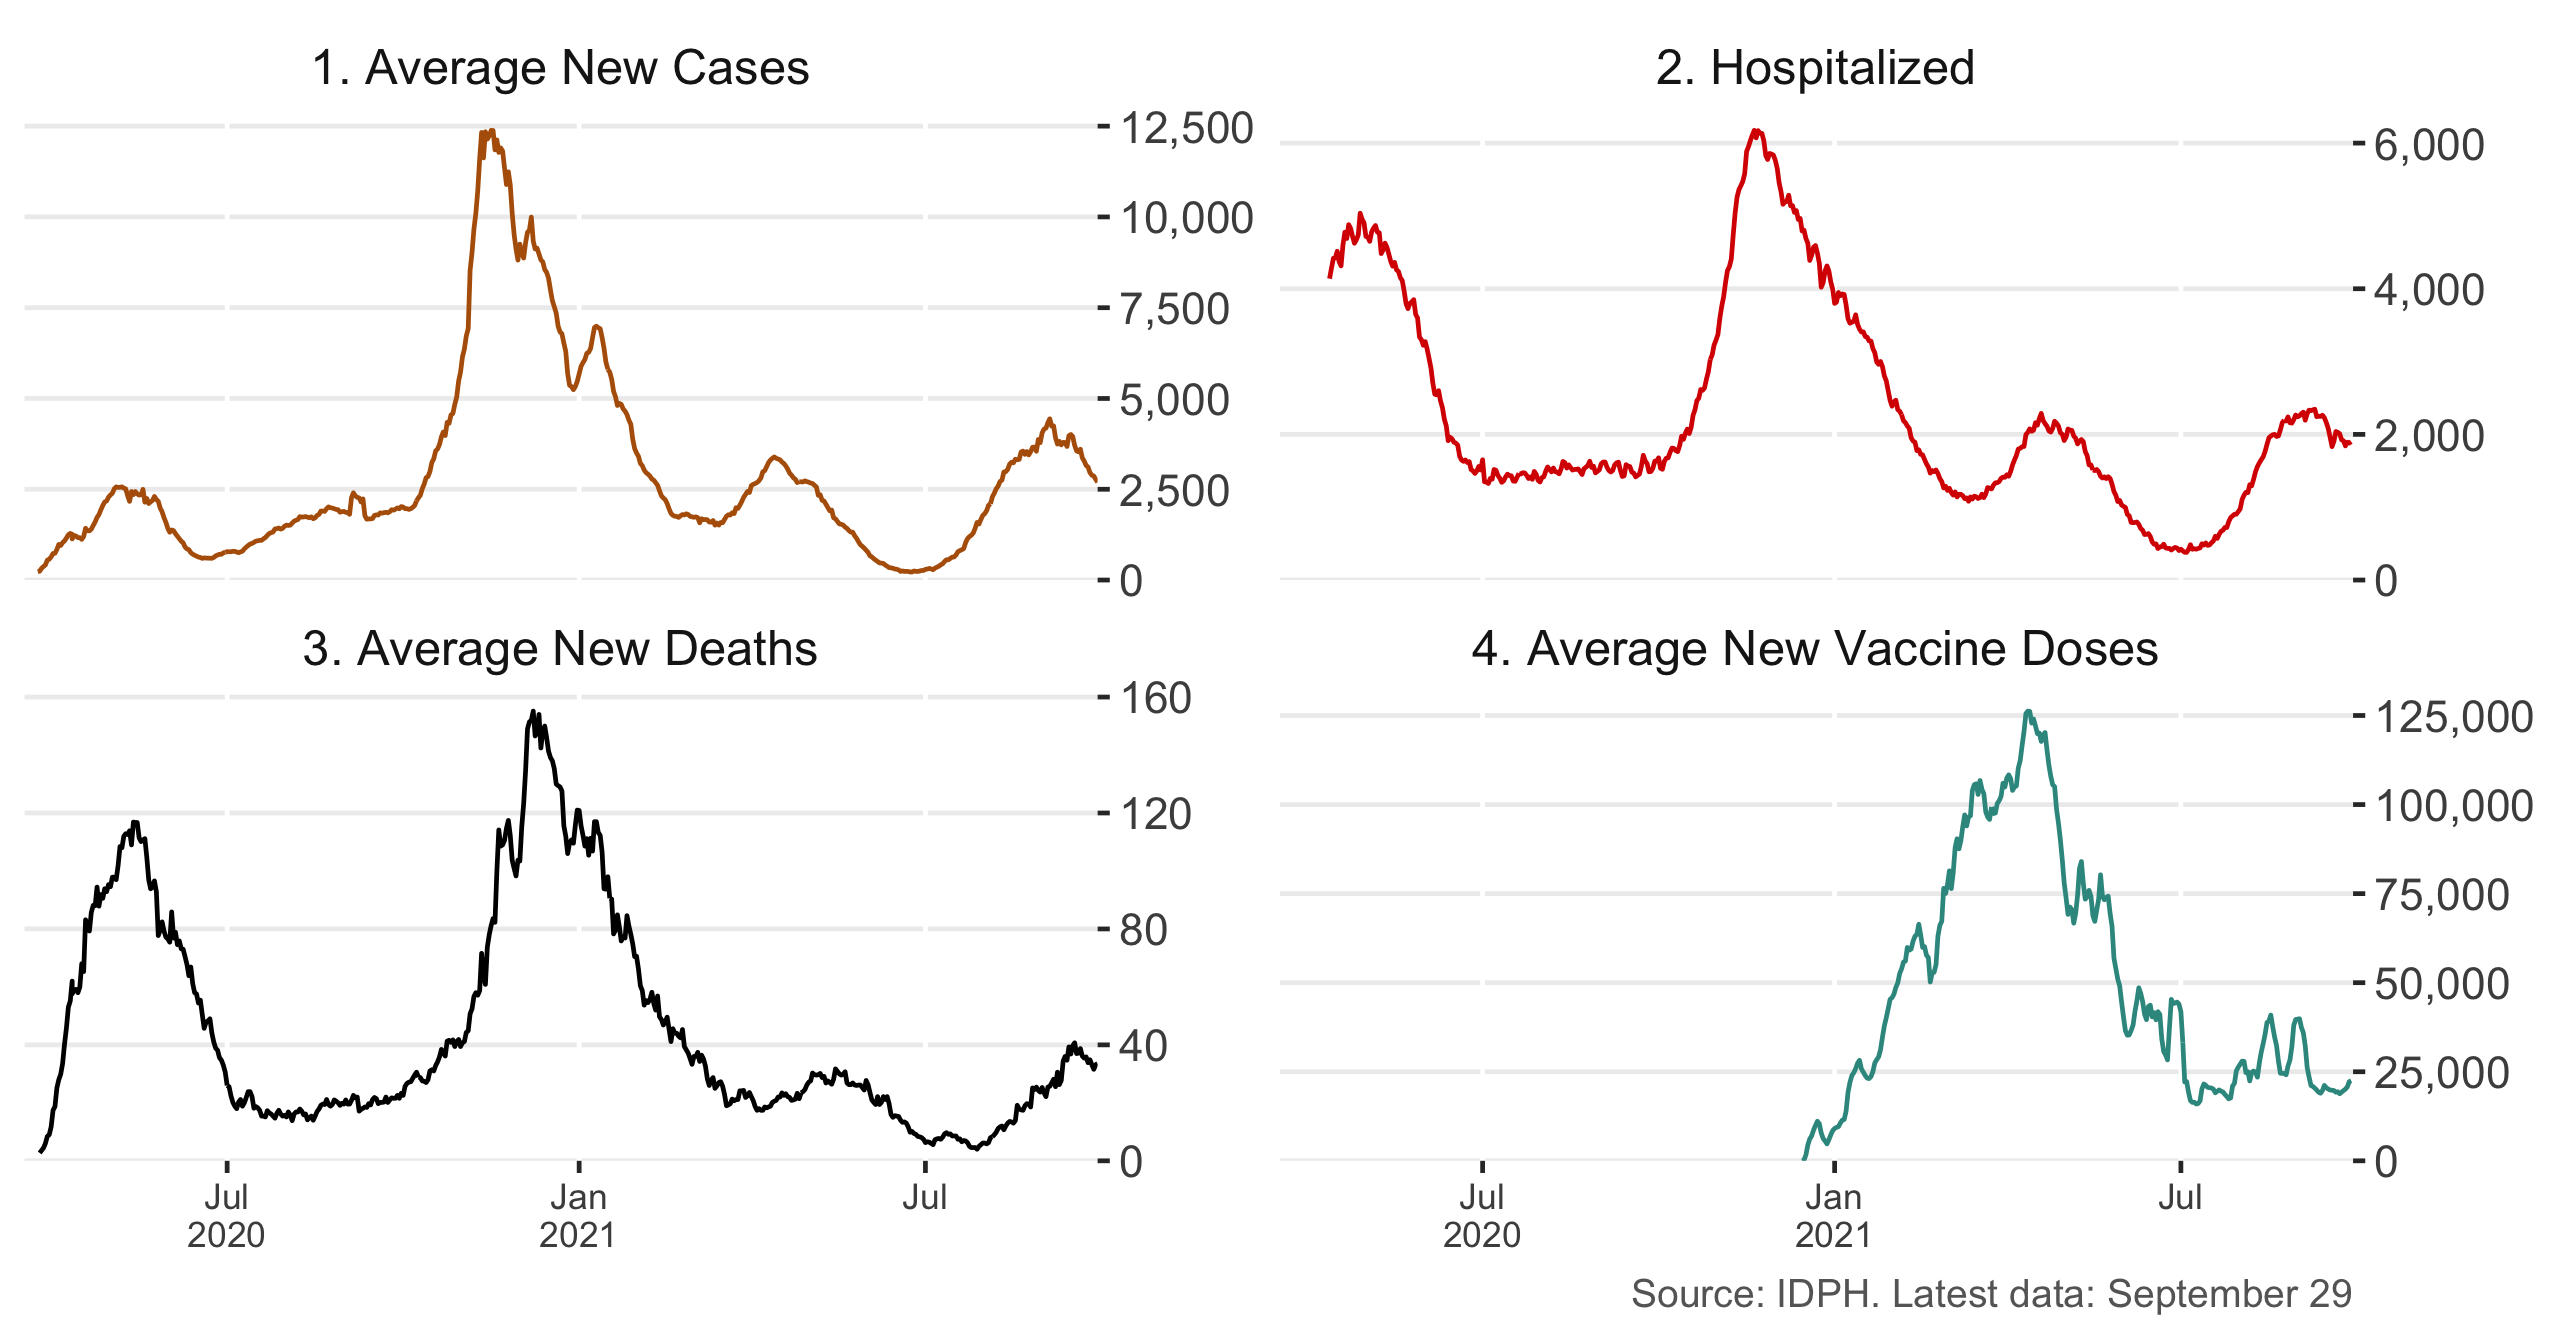 1. Average New Cases
12,500
10,000
7,500
5,000
2,500
0
2. Hospitalized
6,000
4,000
2,000
0
3. Average New Deaths
160
120
80
40
0
Jul
2020
Jan
2021
Jul
4. Average New Vaccine Doses
125,000
100,000
75,000
50,000
25,000
0
Jul
2020
Jan
2021
Jul
Source: IDPH. Latest data: September 29